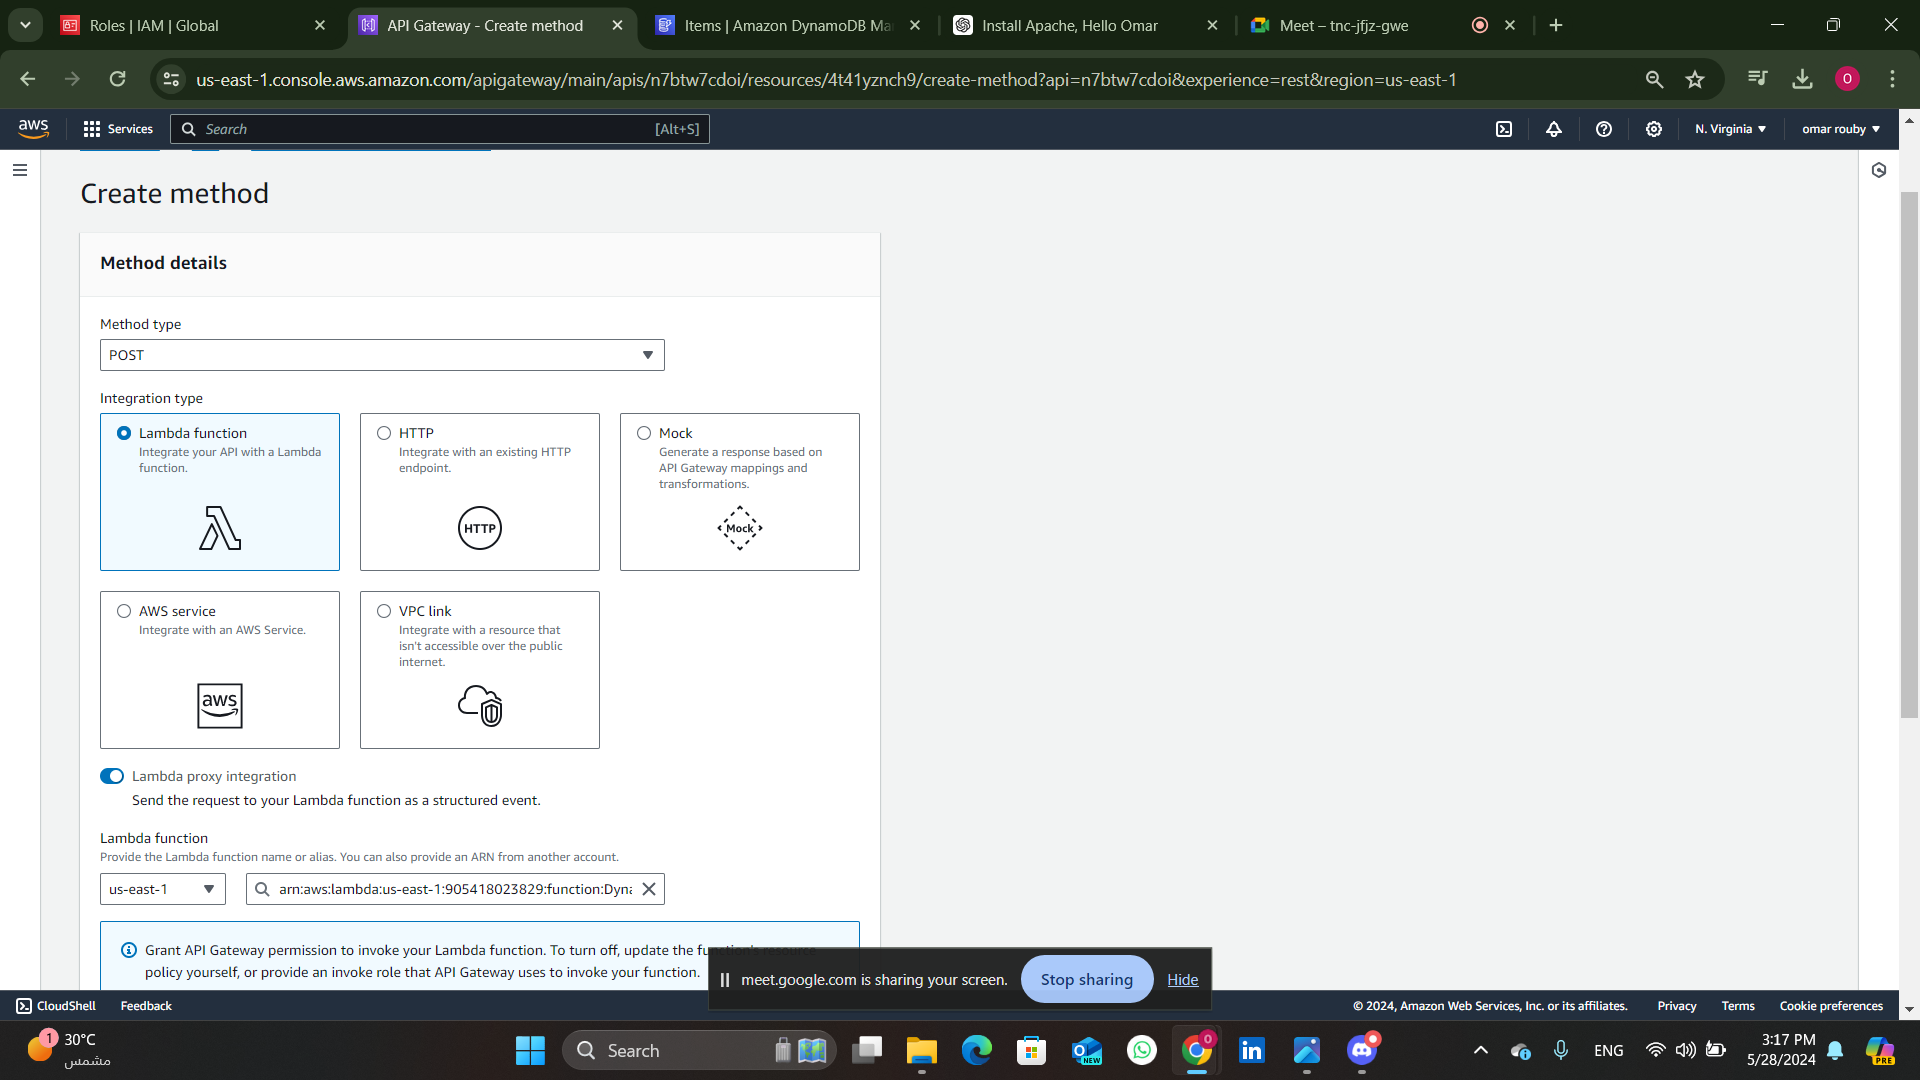 Roles | IAM | Global
API Gateway - Create method
Items | Amazon DynamoDB Ma
Install Apache, Hello Omar
Meet – tnc-jfjz-gwe
us-east-1.console.aws.amazon.com/apigateway/main/apis/n7btw7cdoi/resources/4t41yznch9/create-method?api=n7btw7cdoi&experience=rest&region=us-east-1
O
aws
Services
Search
[Alt+S]
N. Virginia
omar rouby
Create method
Method details
Method type
POST
Integration type
Lambda function
Integrate your API with a Lambda
function.
HTTP
Integrate with an existing HTTP
endpoint.
HTTP
Mock
Generate a response based on
API Gateway mappings and
transformations.
Mock
AWS service
Integrate with an AWS Service.
aws
VPC link
Integrate with a resource that
isn't accessible over the public
internet.
Lambda proxy integration
Send the request to your Lambda function as a structured event.
Lambda function
Provide the Lambda function name or alias. You can also provide an ARN from another account.
us-east-1
arn:aws:lambda:us-east-1:905418023829:function:Dyna
Grant API Gateway permission to invoke your Lambda function. To turn off, update the function's resource
policy yourself, or provide an invoke role that API Gateway uses to invoke your function.
meet.google.com is sharing your screen.
Stop sharing
Hide
CloudShell
Feedback
© 2024, Amazon Web Services, Inc. or its affiliates.
Privacy
Terms
Cookie preferences
1
30°C
مشمس
Search
NEW
0
ENG
3:17 PM
5/28/2024
PRE